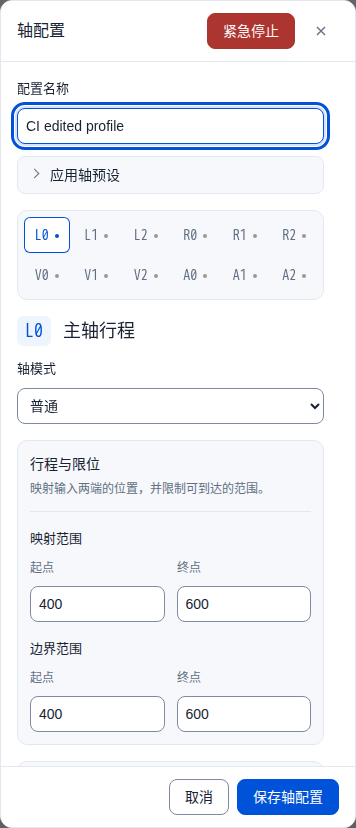 轴配置
紧急停止
配置名称
CI edited profile
应用轴预设
L0 L1 L2 R0 R1 R2
V0 V1 V2 A0 A1 A2
L0 主轴行程
轴模式
普通
行程与限位
映射输入两端的位置，并限制可到达的范围。
映射范围
起点 终点
400 600
边界范围
起点 终点
400 600
取消 保存轴配置